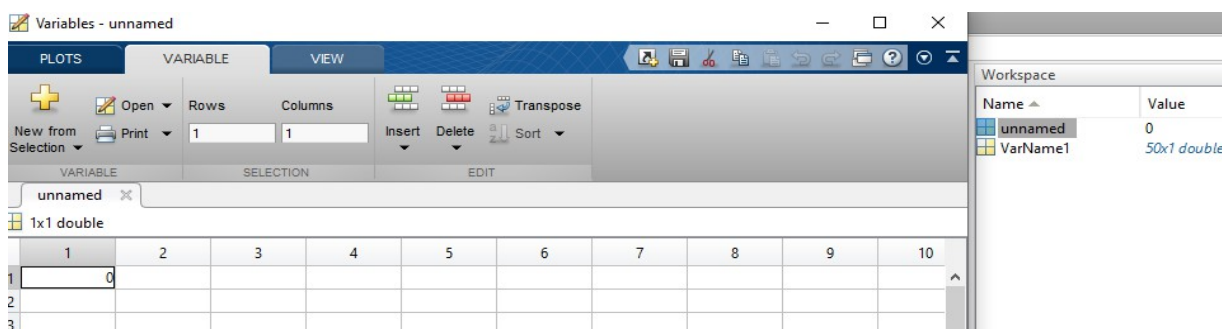 Variables - unnamed
PLOTS VARIABLE VIEW
Workspace
Name Value
unnamed 0
VarName1 50x1 double
New from Selection
Open
Print
Rows Columns
1 1
Insert Delete
Transpose
Sort
VARIABLE SELECTION EDIT
unnamed
1x1 double
1 2 3 4 5 6 7 8 9 10
1 0
2
3